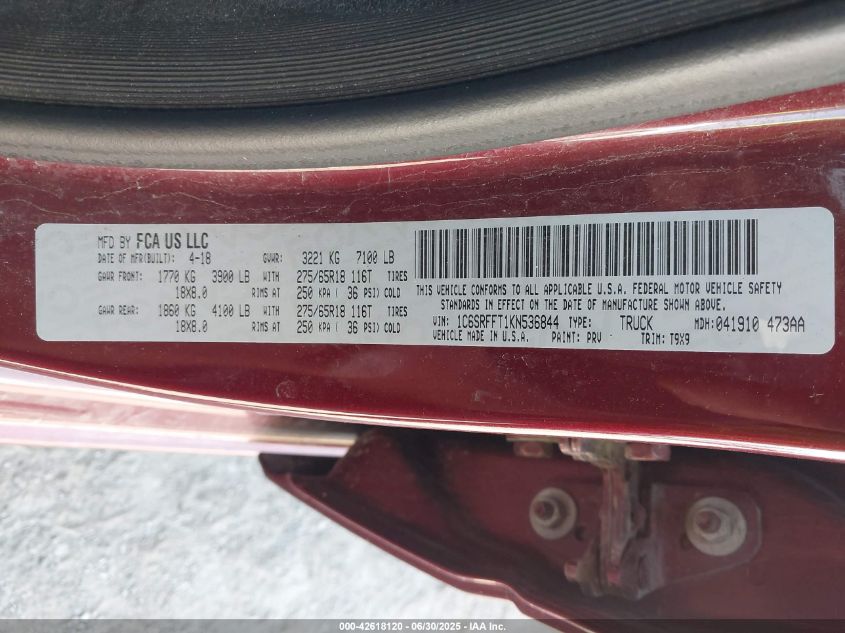 MFD BY FCA US LLC
DATE OF MFR(BUILT): 4-18 GVWR: 3221 KG 7100 LB
GAWR FRONT: 1770 KG 3900 LB WITH 275/65R18 116T TIRES
18X8.0 RIMS AT 250 KPA ( 36 PSI) COLD
GAWR REAR: 1860 KG 4100 LB WITH 275/65R18 116T TIRES
18X8.0 RIMS AT 250 KPA ( 36 PSI) COLD
THIS VEHICLE CONFORMS TO ALL APPLICABLE U.S.A. FEDERAL MOTOR VEHICLE SAFETY
STANDARDS IN EFFECT ON THE DATE OF MANUFACTURE SHOWN ABOVE.
VIN: 1C6SRFFT1KN536844 TYPE: TRUCK MDH: 041910 473AA
VEHICLE MADE IN U.S.A. PAINT: PRV TRIM: T9X9
000-42618120 - 06/30/2025 - IAA Inc.